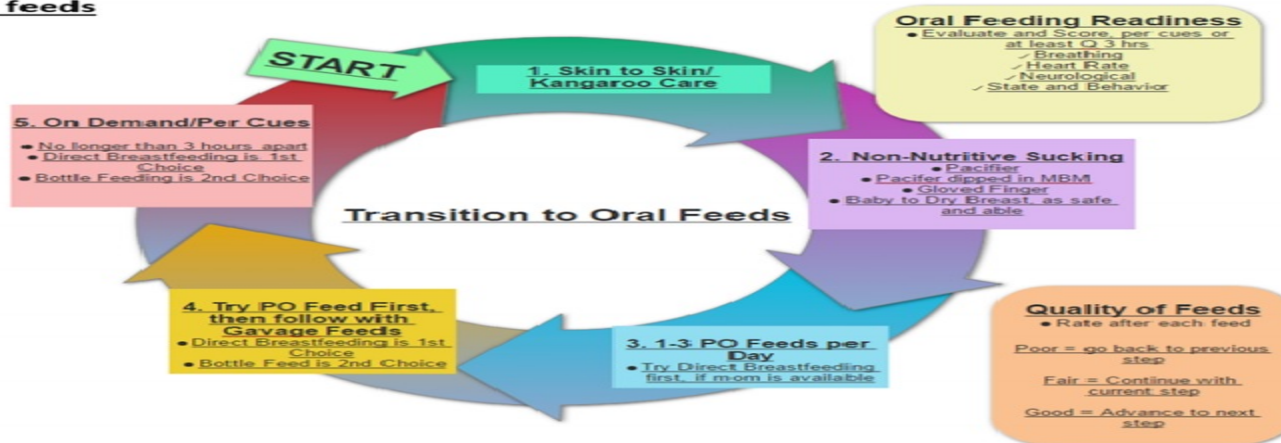 feeds
START
1. Skin to Skin/
Kangaroo Care
Oral Feeding Readiness
• Evaluate and Score, per cues or
at least Q 3 hrs
✓ Breathing
✓ Heart Rate
✓ Neurological
✓ State and Behavior
2. Non-Nutritive Sucking
• Pacifier
• Pacifer dipped in MBM
• Gloved Finger
• Baby to Dry Breast, as safe
and able
Transition to Oral Feeds
Quality of Feeds
• Rate after each feed
Poor = go back to previous
step
Fair = Continue with
current step
Good = Advance to next
step
3. 1-3 PO Feeds per
Day
• Try Direct Breastfeeding
first, if mom is available
4. Try PO Feed First,
then follow with
Gavage Feeds
• Direct Breastfeeding is 1st
Choice
• Bottle Feed is 2nd Choice
5. On Demand/Per Cues
• No longer than 3 hours apart
• Direct Breastfeeding is 1st
Choice
• Bottle Feeding is 2nd Choice